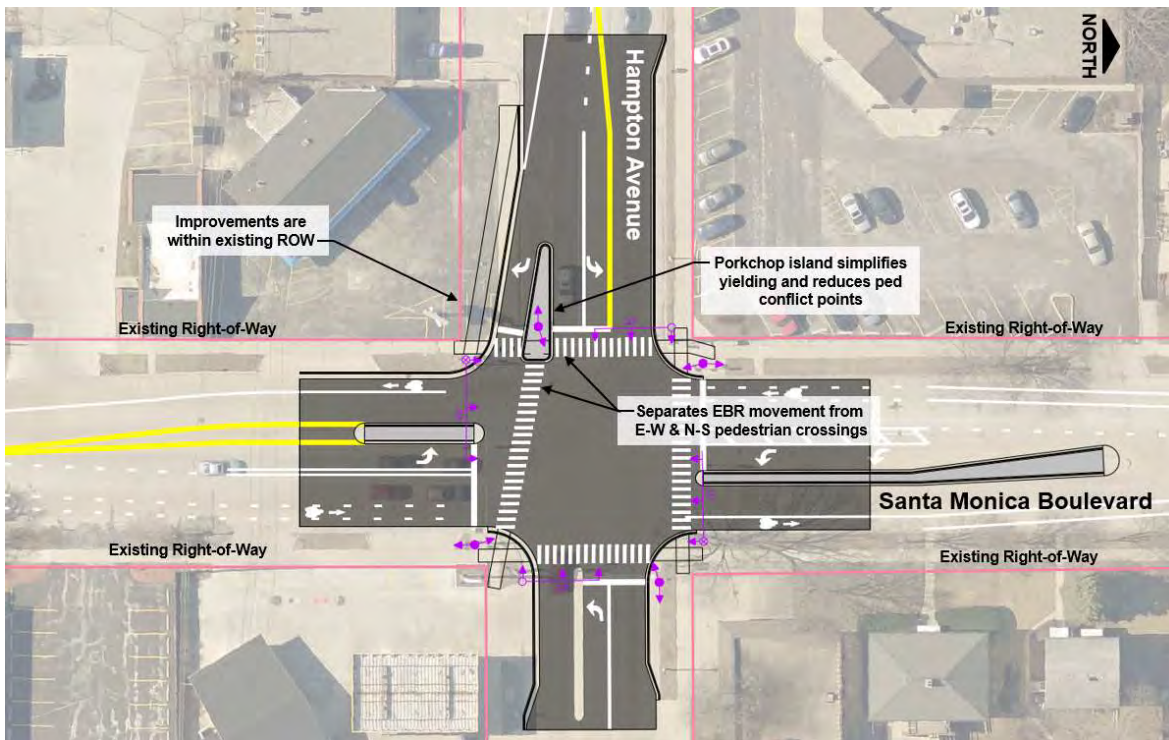 NORTH
Hampton Avenue
Improvements are
within existing ROW
Porkchop island simplifies
yielding and reduces ped
conflict points
Existing Right-of-Way
Existing Right-of-Way
Separates EBR movement from
E-W & N-S pedestrian crossings
Santa Monica Boulevard
Existing Right-of-Way
Existing Right-of-Way